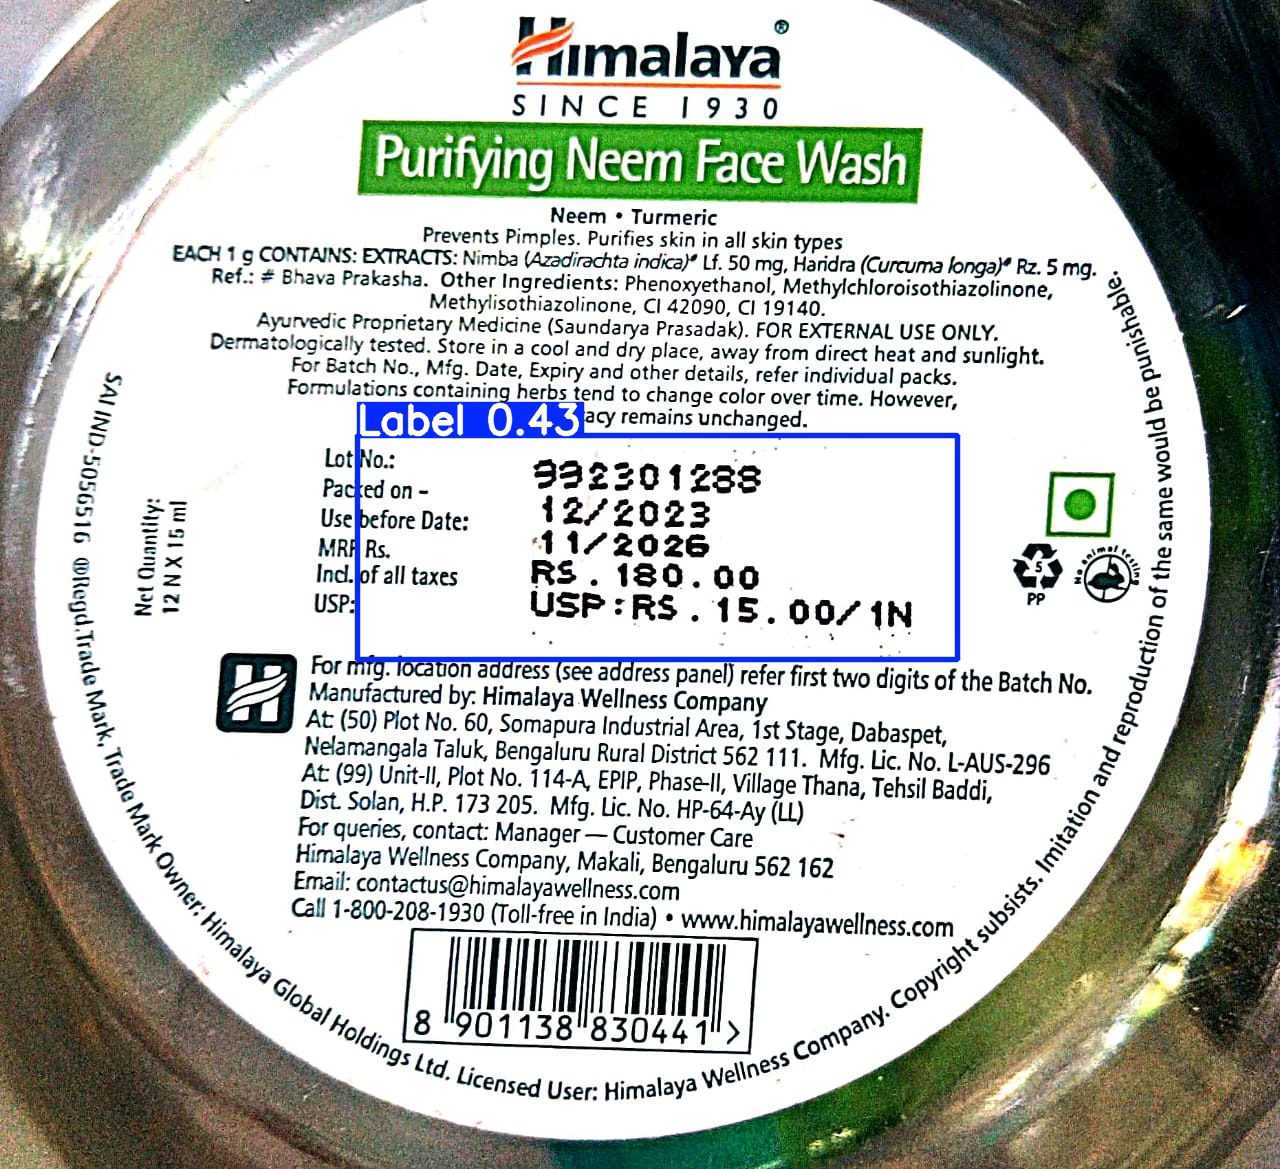 Himalaya®
SINCE 1930
Purifying Neem Face Wash
Neem • Turmeric
Prevents Pimples. Purifies skin in all skin types
EACH 1 g CONTAINS: EXTRACTS: Nimba (Azadirachta indica)# Lf. 50 mg, Haridra (Curcuma longa)# Rz. 5 mg.
Ref.: # Bhava Prakasha. Other Ingredients: Phenoxyethanol, Methylchloroisothiazolinone,
Methylisothiazolinone, CI 42090, CI 19140.
Ayurvedic Proprietary Medicine (Saundarya Prasadak). FOR EXTERNAL USE ONLY.
Dermatologically tested. Store in a cool and dry place, away from direct heat and sunlight.
For Batch No., Mfg. Date, Expiry and other details, refer individual packs.
Formulations containing herbs tend to change color over time. However,
Label 0.43
remains unchanged.
Lot No.: 992301288
Packed on - 12/2023
Use before Date: 11/2026
MRP Rs. RS. 180.00
Incl. of all taxes
USP: USP:RS. 15.00/1N
Net Quantity:
12 N X 15 ml
5
PP
No animal testing
H
For mfg. location address (see address panel) refer first two digits of the Batch No.
Manufactured by: Himalaya Wellness Company
At: (50) Plot No. 60, Somapura Industrial Area, 1st Stage, Dabaspet,
Nelamangala Taluk, Bengaluru Rural District 562 111. Mfg. Lic. No. L-AUS-296
At: (99) Unit-II, Plot No. 114-A, EPIP, Phase-II, Village Thana, Tehsil Baddi,
Dist. Solan, H.P. 173 205. Mfg. Lic. No. HP-64-Ay (LL)
For queries, contact: Manager — Customer Care
Himalaya Wellness Company, Makali, Bengaluru 562 162
Email: contactus@himalayawellness.com
Call 1-800-208-1930 (Toll-free in India) • www.himalayawellness.com
8 901138 830441 >
SAI IND-5056516 ®Regd.Trade Mark, Trade Mark Owner: Himalaya Global Holdings Ltd. Licensed User: Himalaya Wellness Company. Copyright subsists. Imitation and reproduction of the same would be punishable.